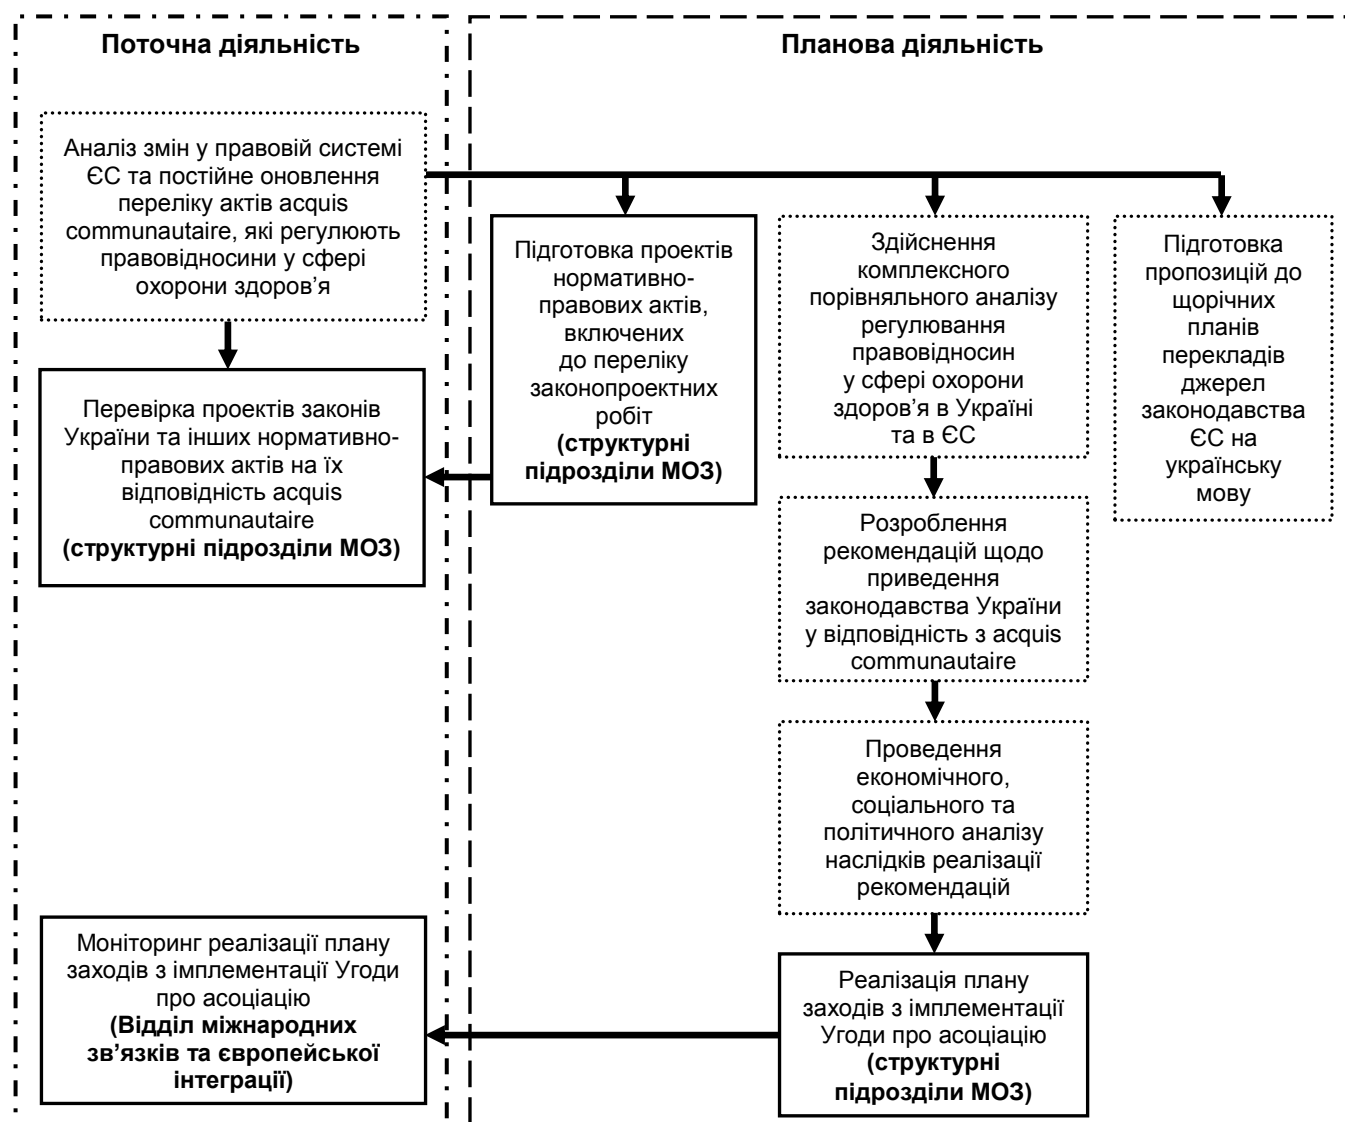 Поточна діяльність
Аналіз змін у правовій системі
ЄС та постійне оновлення
переліку актів acquis
communautaire, які регулюють
правовідносини у сфері
охорони здоров’я
Перевірка проектів законів
України та інших нормативно-
правових актів на їх
відповідність acquis
communautaire
(структурні підрозділи МОЗ)
Моніторинг реалізації плану
заходів з імплементації Угоди
про асоціацію
(Відділ міжнародних
зв’язків та європейської
інтеграції)
Планова діяльність
Підготовка проектів
нормативно-
правових актів,
включених
до переліку
законопроектних
робіт
(структурні
підрозділи МОЗ)
Здійснення
комплексного
порівняльного аналізу
регулювання
правовідносин
у сфері охорони
здоров’я в Україні
та в ЄС
Розроблення
рекомендацій щодо
приведення
законодавства України
у відповідність з acquis
communautaire
Проведення
економічного,
соціального та
політичного аналізу
наслідків реалізації
рекомендацій
Реалізація плану
заходів з імплементації
Угоди про асоціацію
(структурні
підрозділи МОЗ)
Підготовка
пропозицій до
щорічних
планів
перекладів
джерел
законодавства
ЄС на
українську
мову